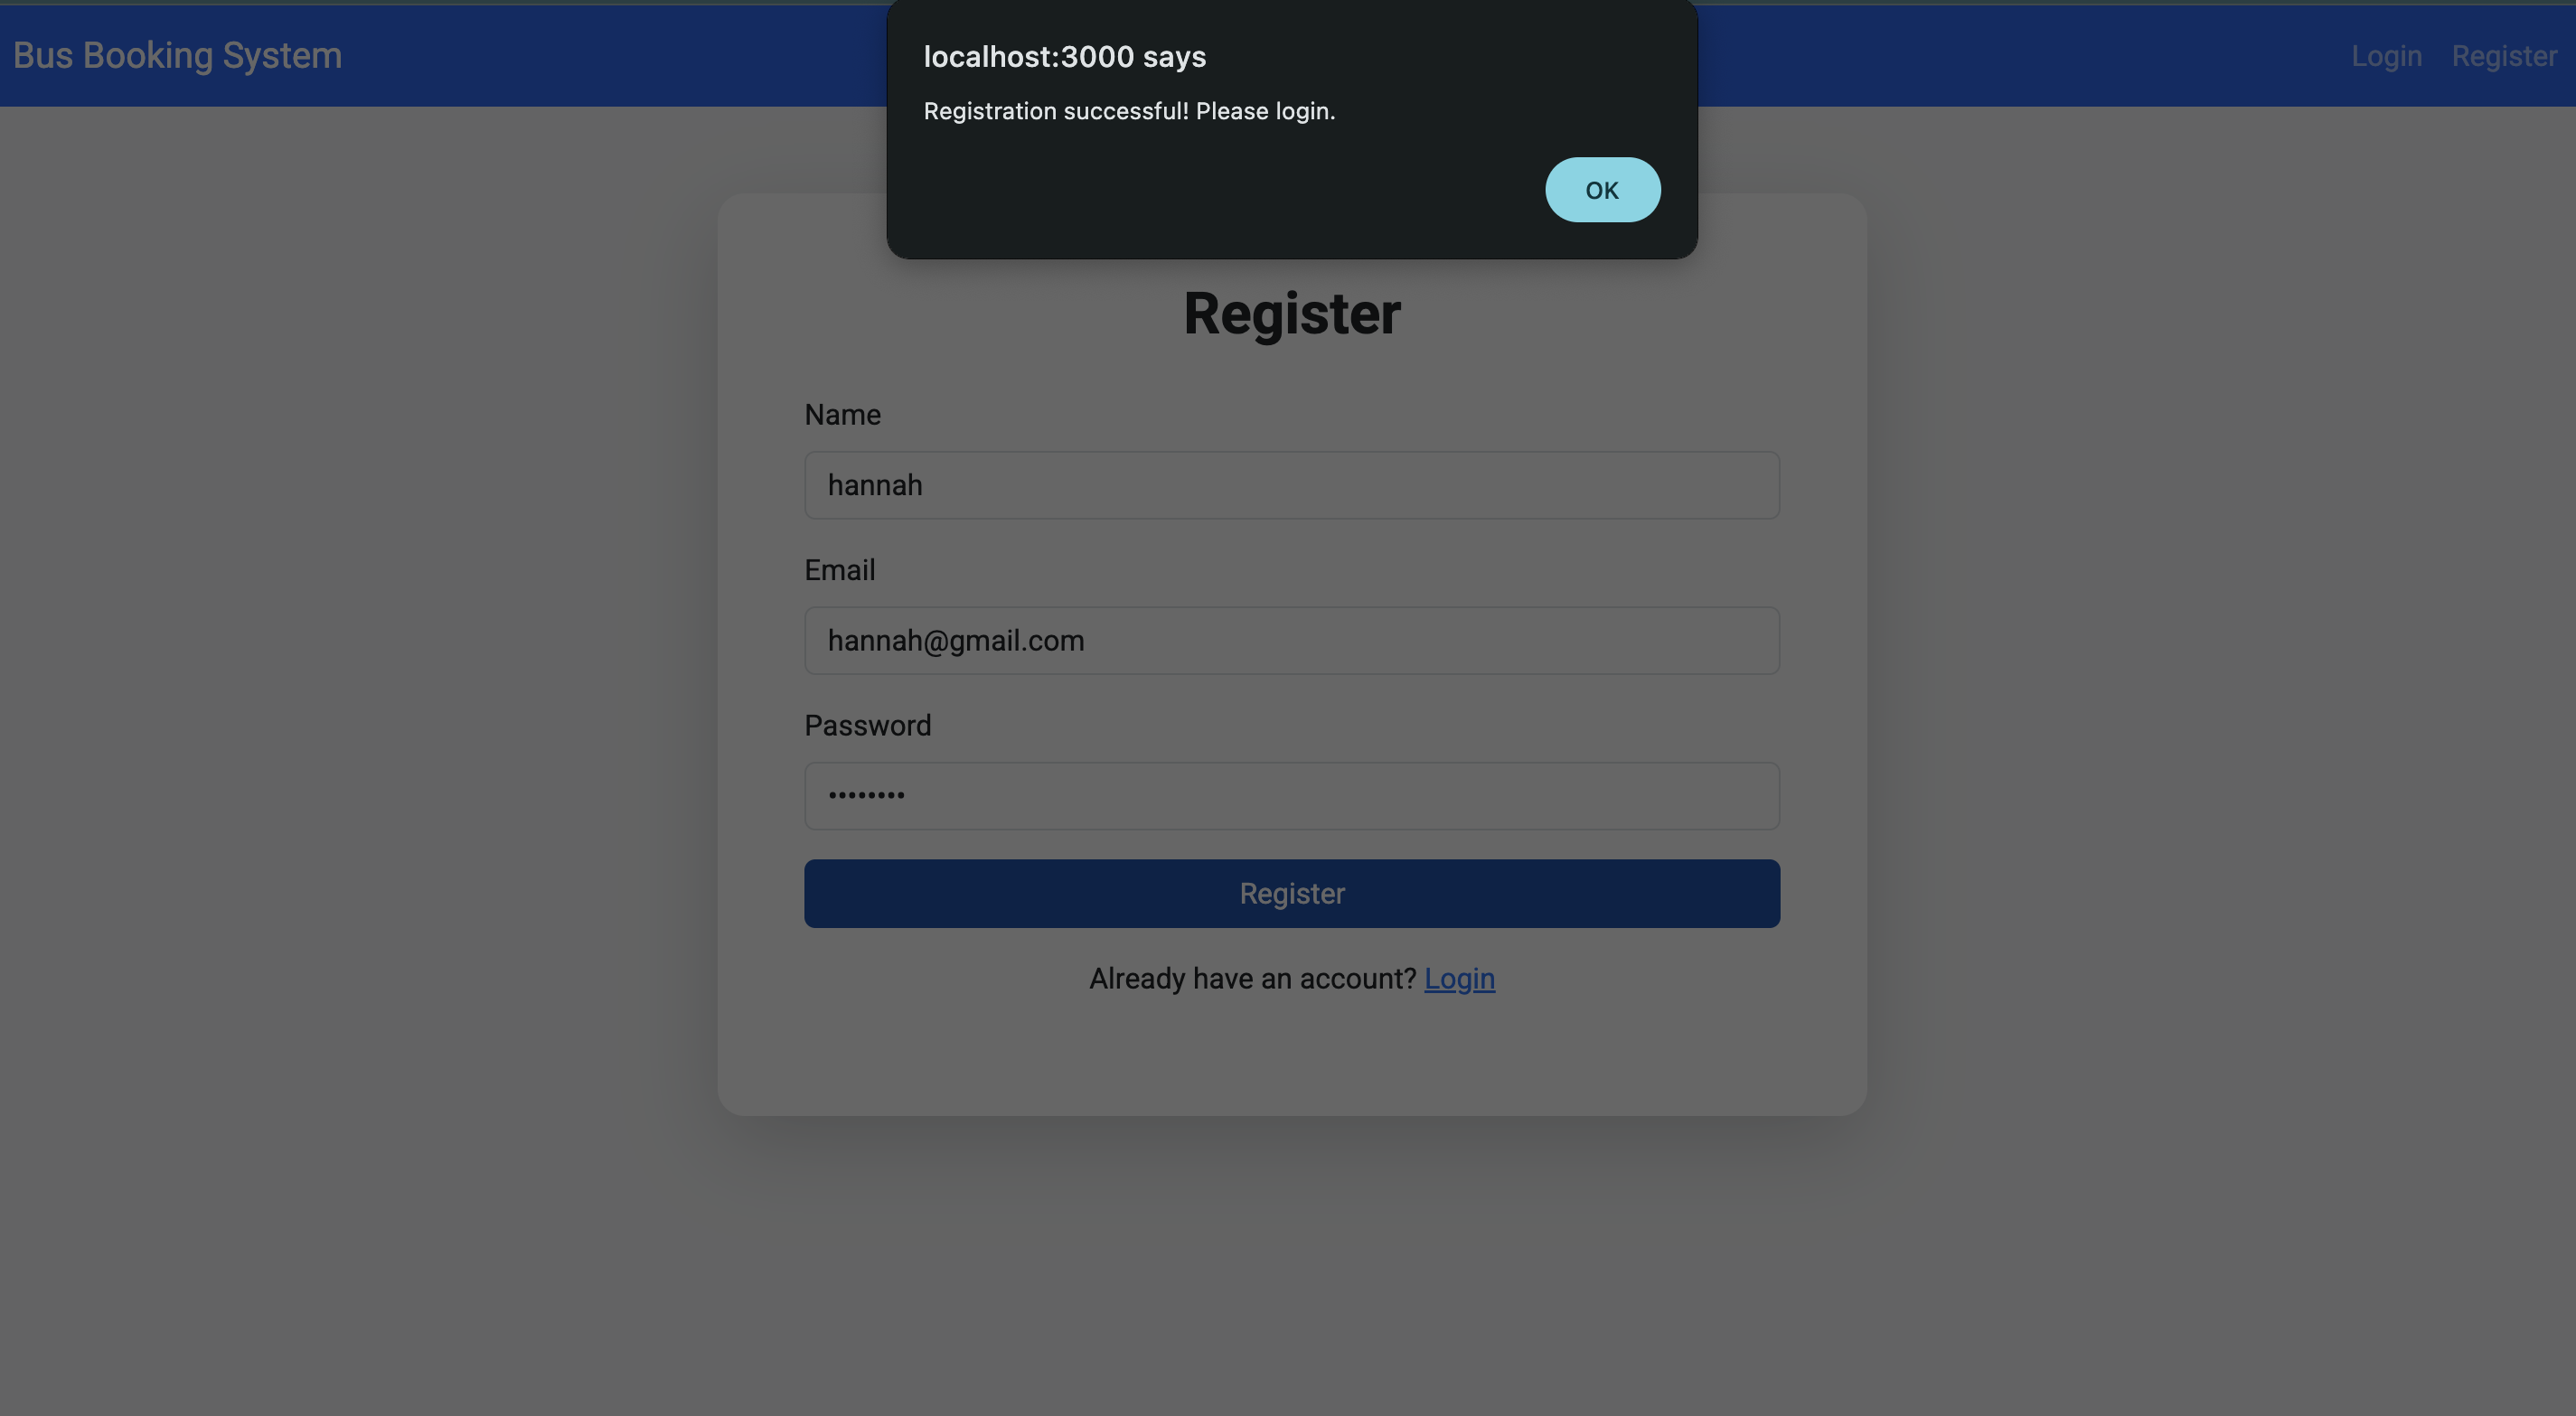 Bus Booking System
Login Register
localhost:3000 says
Registration successful! Please login.
OK
Register
Name
hannah
Email
hannah@gmail.com
Password
••••••••
Register
Already have an account? Login